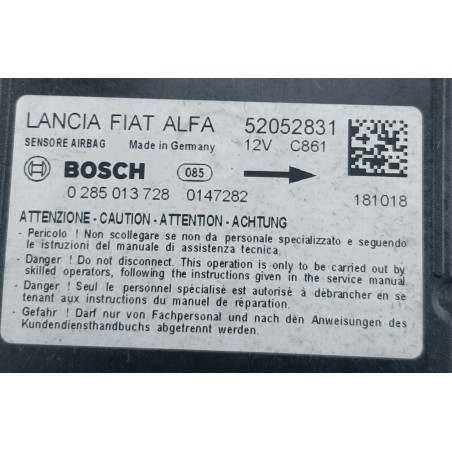 LANCIA FIAT ALFA 52052831
SENSORE AIRBAG Made in Germany 12V C861
BOSCH 085
0 285 013 728 0147282 181018
ATTENZIONE - CAUTION - ATTENTION - ACHTUNG
- Pericolo ! Non scollegare se non da personale specializzato e seguendo
le istruzioni del manuale di assistenza tecnica.
- Danger ! Do not disconnect. This operation is only to be carried out by
skilled operators, following the instructions given in the service manual.
- Danger ! Seul le personnel spécialisé est autorisé à débrancher en se
tenant aux instructions du manuel de réparation.
- Gefahr ! Darf nur von Fachpersonal und nach den Anweisungen des
Kundendiensthandbuchs abgetrennt werden.